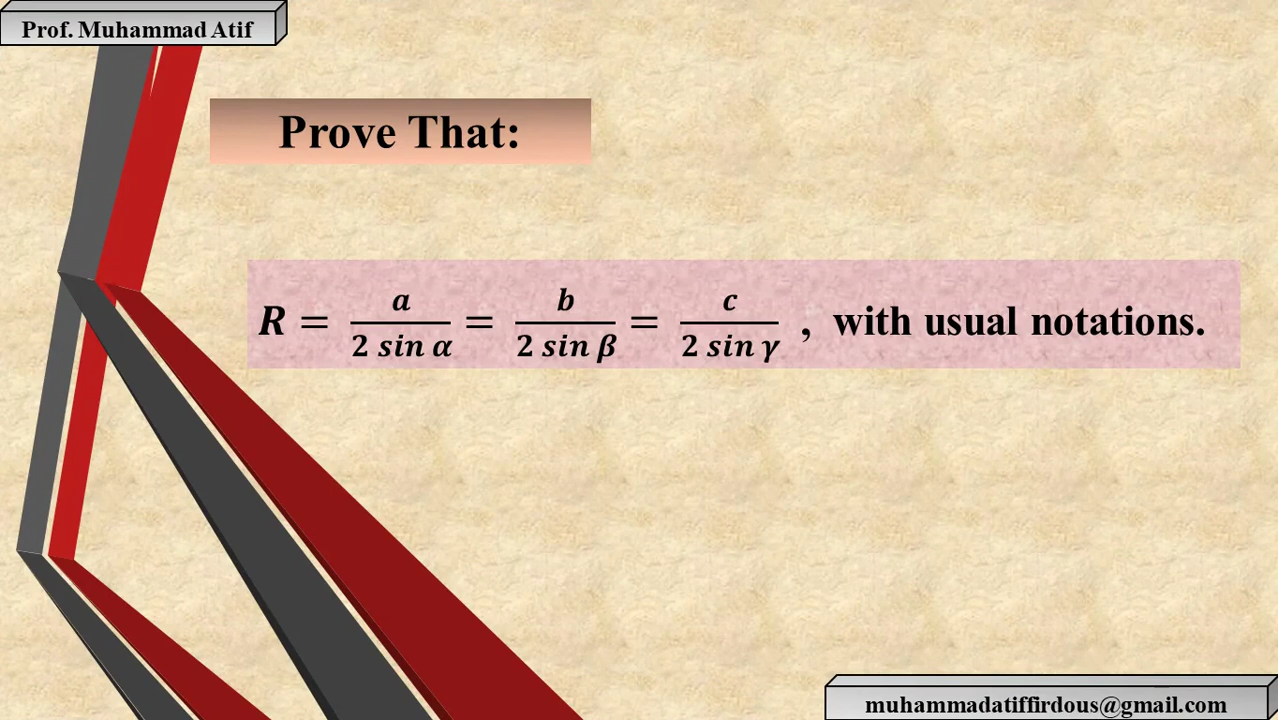 Prof. Muhammad Atif
Prove That:
R = a / (2 sin α) = b / (2 sin β) = c / (2 sin γ) , with usual notations.
muhammadatiffirdous@gmail.com